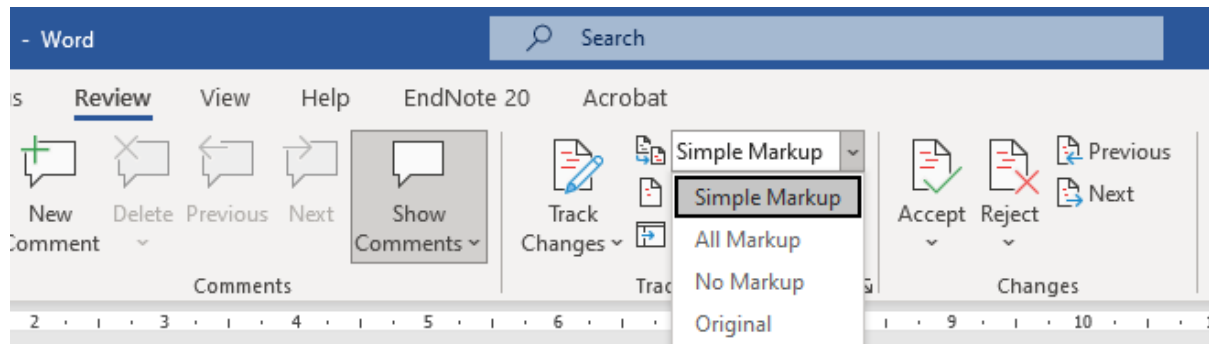 - Word
Search
s Review View Help EndNote 20 Acrobat
New Comment
Delete
Previous
Next
Show Comments
Track Changes
Simple Markup
Simple Markup
All Markup
No Markup
Original
Accept
Reject
Previous
Next
Comments
Trac
Changes
2 3 4 5 6 9 10